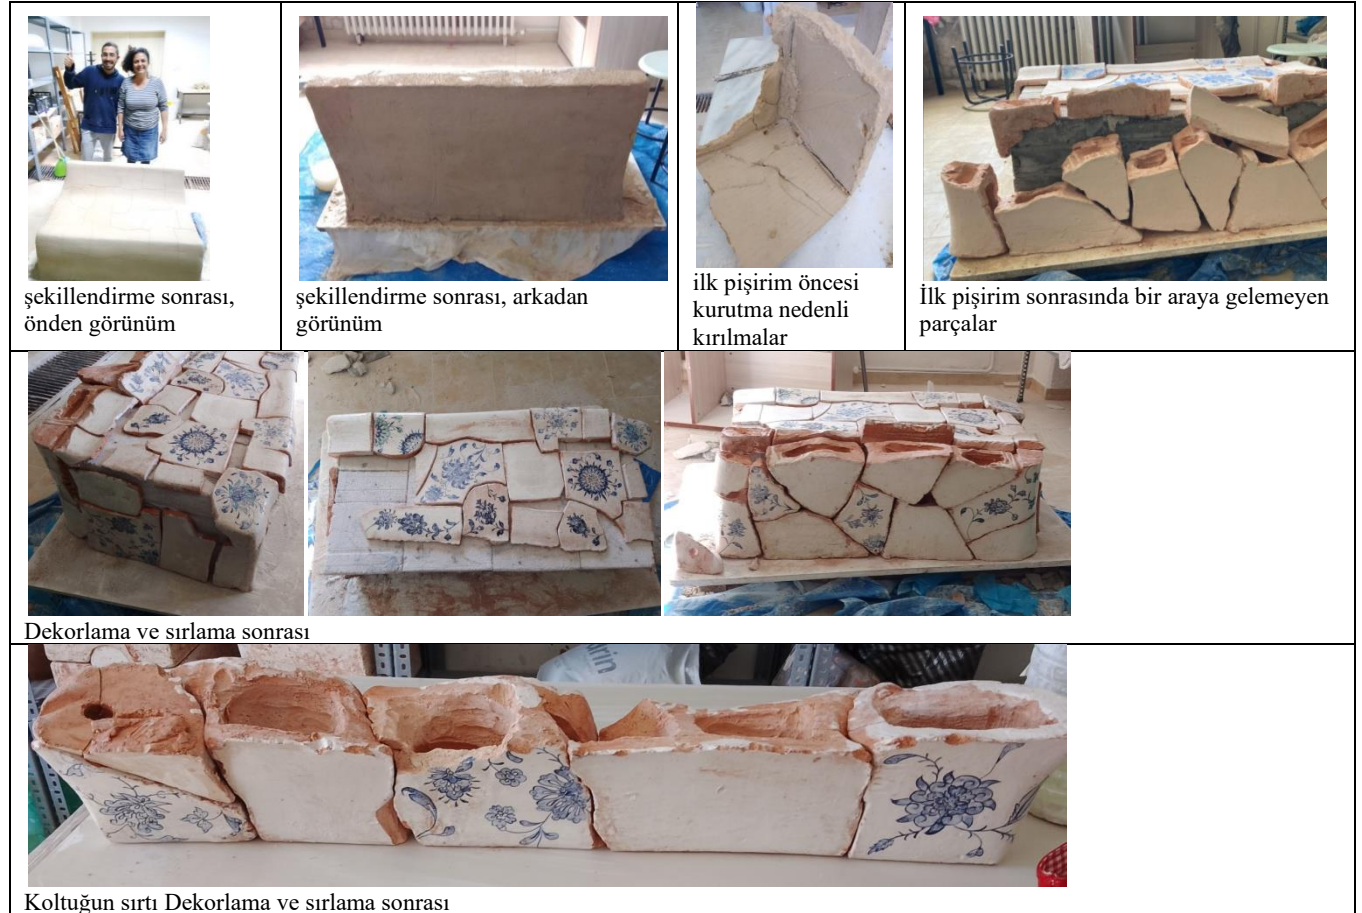 şekillendirme sonrası,
önden görünüm
şekillendirme sonrası, arkadan
görünüm
ilk pişirim öncesi
kurutma nedenli
kırılmalar
İlk pişirim sonrasında bir araya gelemeyen
parçalar
Dekorlama ve sırlama sonrası
Koltuğun sırtı Dekorlama ve sırlama sonrası